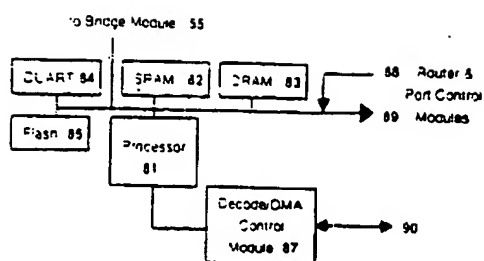 to Bridge Module 55
DUART 84
SRAM 82
DRAM 83
88 Router &
Port Control
89 Modules
Flash 85
Processor
81
Decode/DMA
Control
Module 87
90